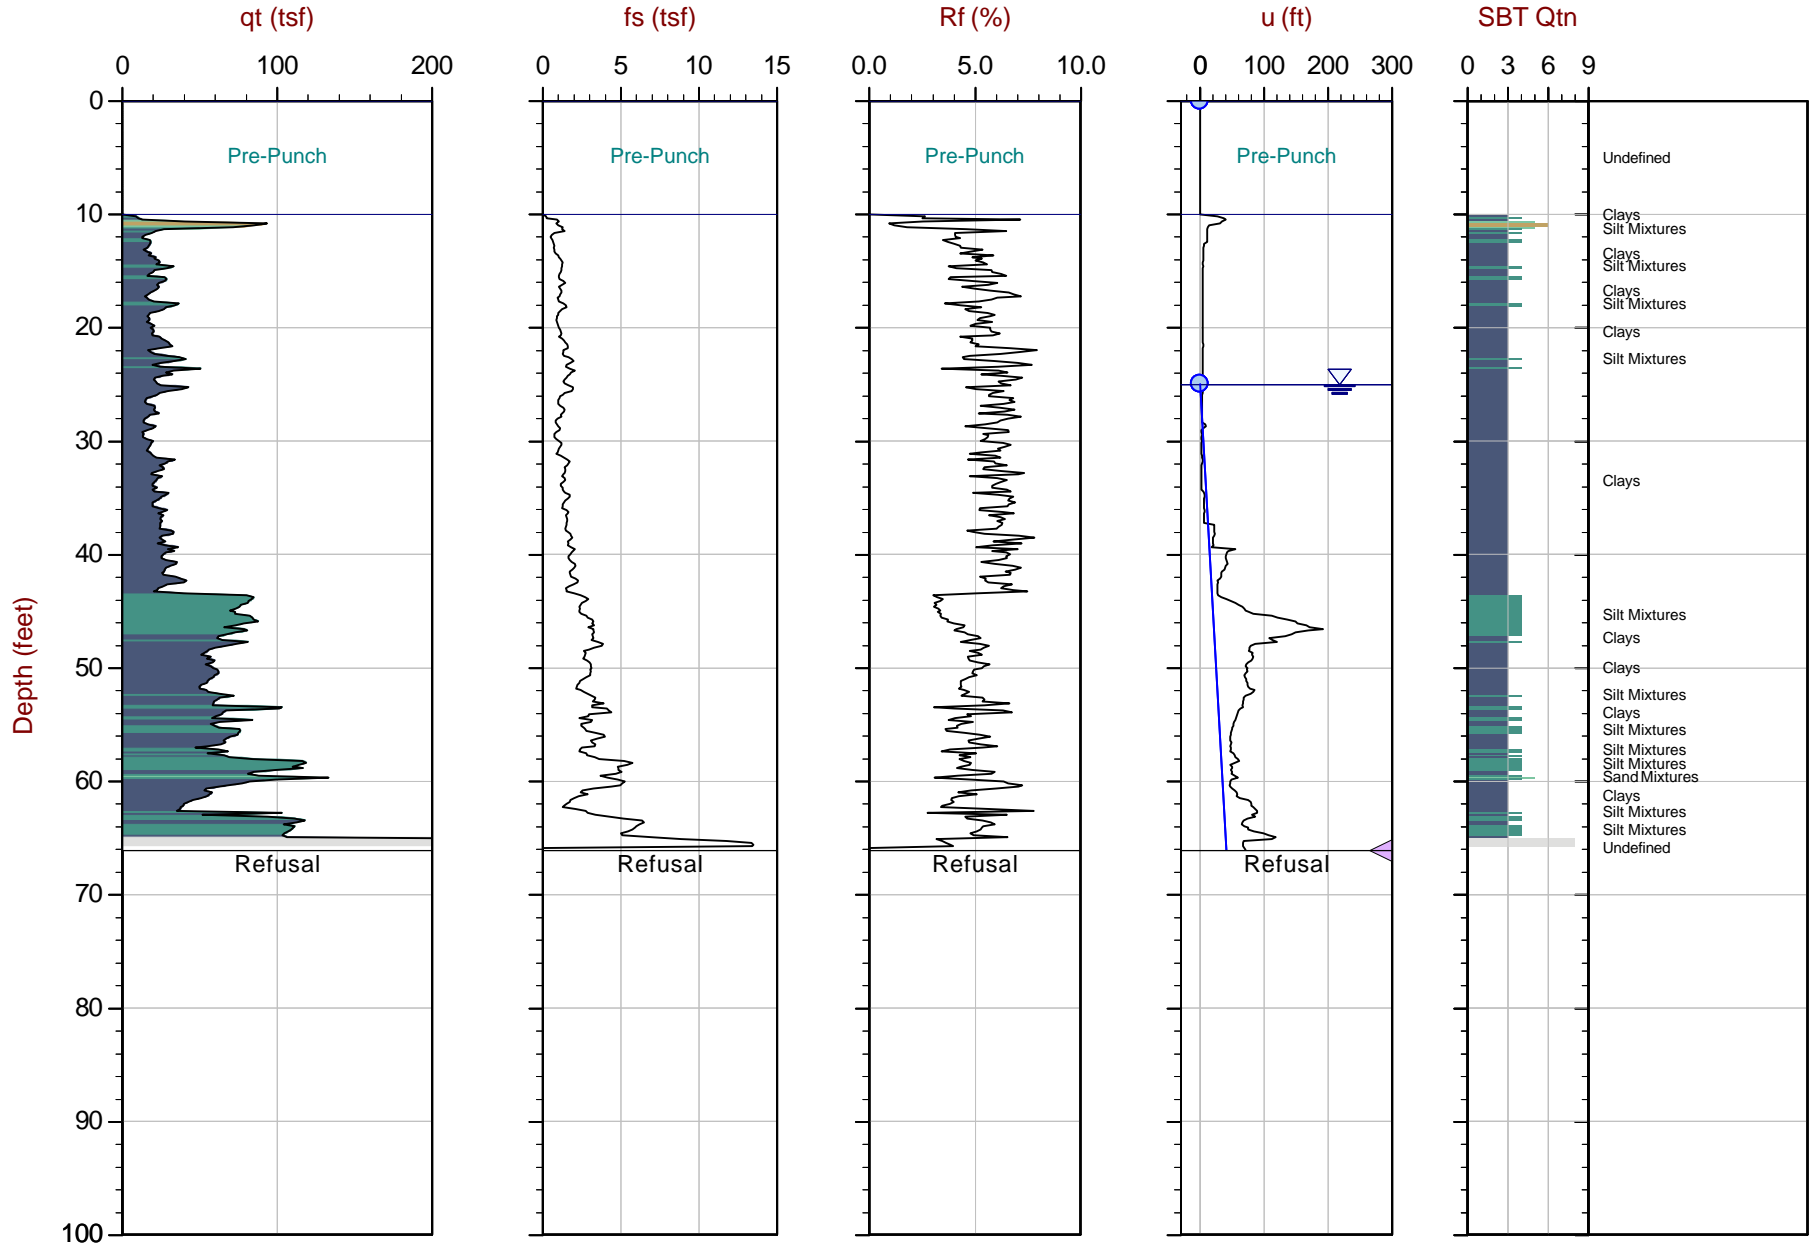 qt (tsf) fs (tsf) Rf (%) u (ft) SBT Qtn
0 100 200 0 5 10 15 0.0 5.0 10.0 0 0 100 200 300 0 3 6 9
0
Pre-Punch Pre-Punch Pre-Punch Pre-Punch Undefined
10
Clays
Silt Mixtures
Clays
Silt Mixtures
Clays
Silt Mixtures
20
Clays
Silt Mixtures
30
Clays
40
Silt Mixtures
Clays
50
Clays
Silt Mixtures
Clays
Silt Mixtures
Silt Mixtures
Silt Mixtures
Sand Mixtures
60
Clays
Silt Mixtures
Silt Mixtures
Undefined
Refusal Refusal Refusal Refusal
70
80
90
100
Depth (feet)